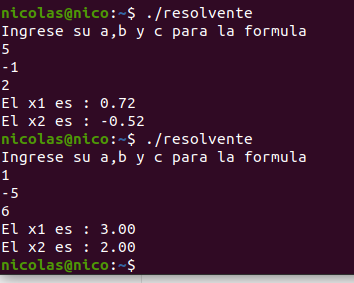 nicolas@nico:~$ ./resolvente
Ingrese su a,b y c para la formula
5
-1
2
El x1 es : 0.72
El x2 es : -0.52
nicolas@nico:~$ ./resolvente
Ingrese su a,b y c para la formula
1
-5
6
El x1 es : 3.00
El x2 es : 2.00
nicolas@nico:~$